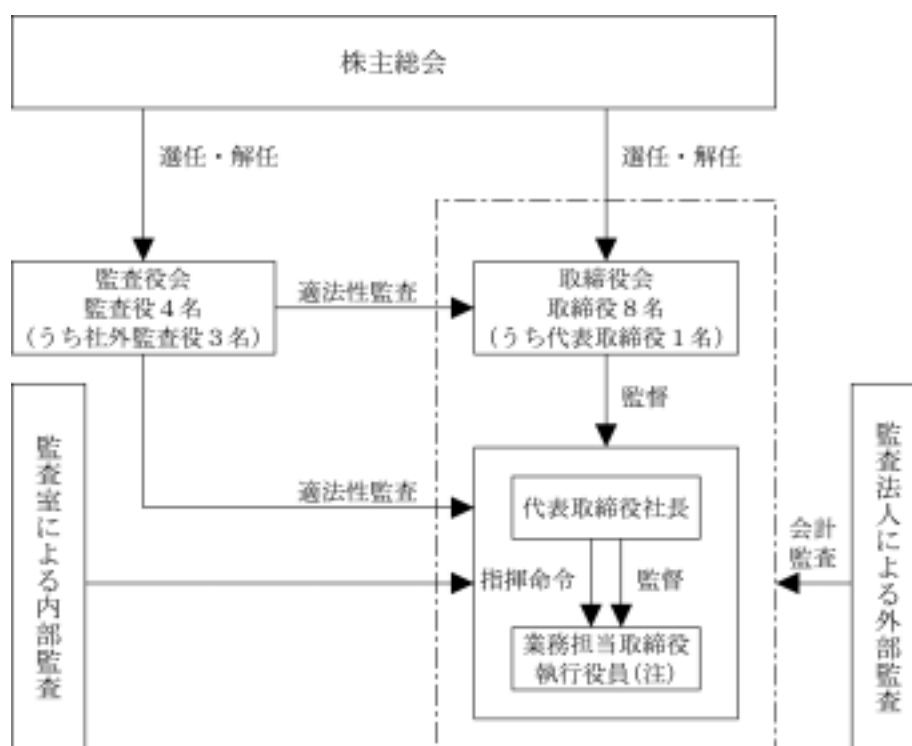 株主総会
選任・解任
選任・解任
監査役会
監査役4名
(うち社外監査役3名)
適法性監査
取締役会
取締役8名
(うち代表取締役1名)
監督
監査室による内部監査
適法性監査
代表取締役社長
指揮命令
監督
業務担当取締役
執行役員(注)
会計
監査
監査法人による外部監査